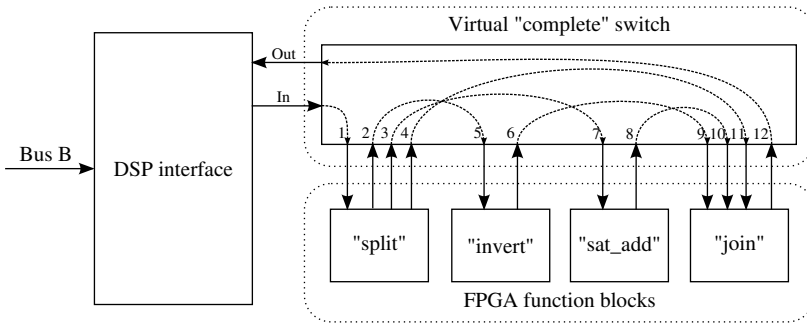 Virtual "complete" switch
Out
In
1 2 3 4 5 6 7 8 9 10 11 12
Bus B
DSP interface
"split" "invert" "sat_add" "join"
FPGA function blocks